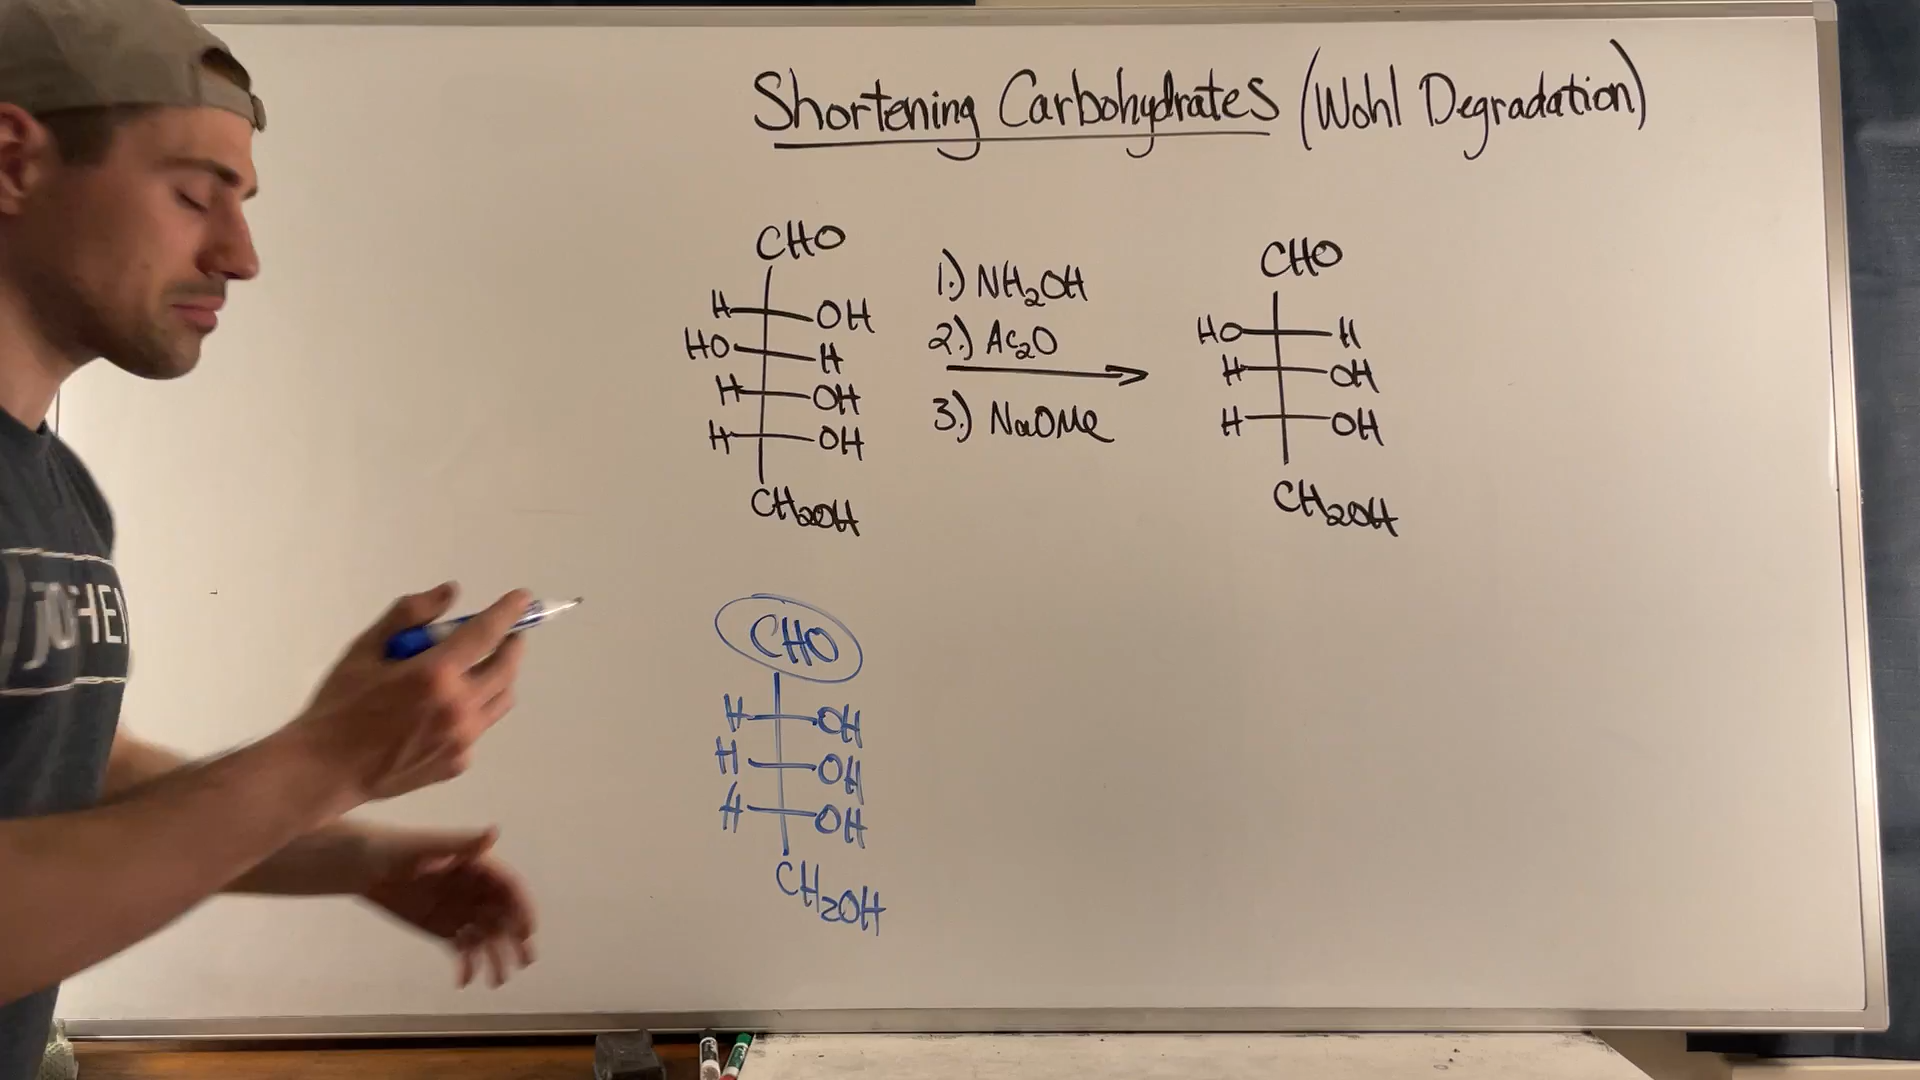 Shortening Carbohydrates (Wohl Degradation)
CHO
H OH
HO H
H OH
H OH
CH2OH
1.) NH2OH
2.) Ac2O
3.) NaOMe
CHO
HO H
H OH
H OH
CH2OH
CHO
H OH
H OH
H OH
CH2OH